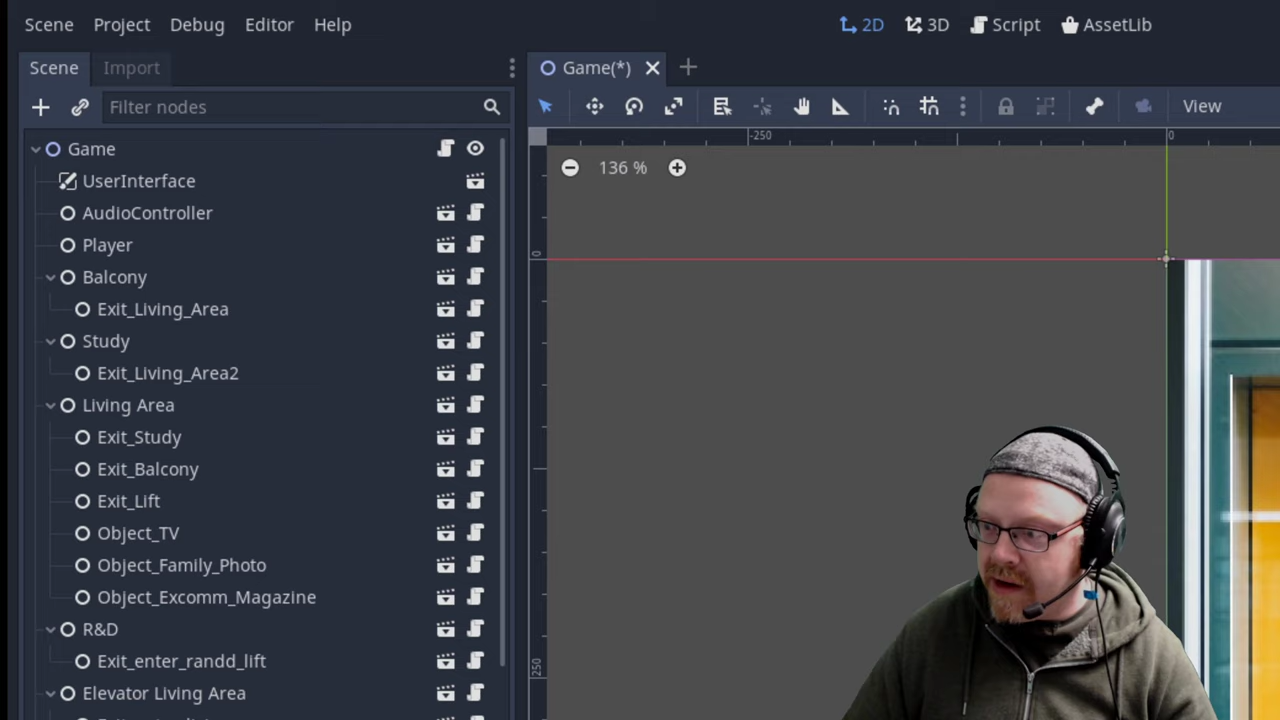 Scene Project Debug Editor Help 2D 3D Script AssetLib
Scene Import Game(*)
Filter nodes View
-250 0
136 %
Game
UserInterface
AudioController
Player
0
Balcony
Exit_Living_Area
Study
Exit_Living_Area2
Living Area
Exit_Study
Exit_Balcony
Exit_Lift
Object_TV
Object_Family_Photo
Object_Excomm_Magazine
R&D
Exit_enter_randd_lift
250
Elevator Living Area